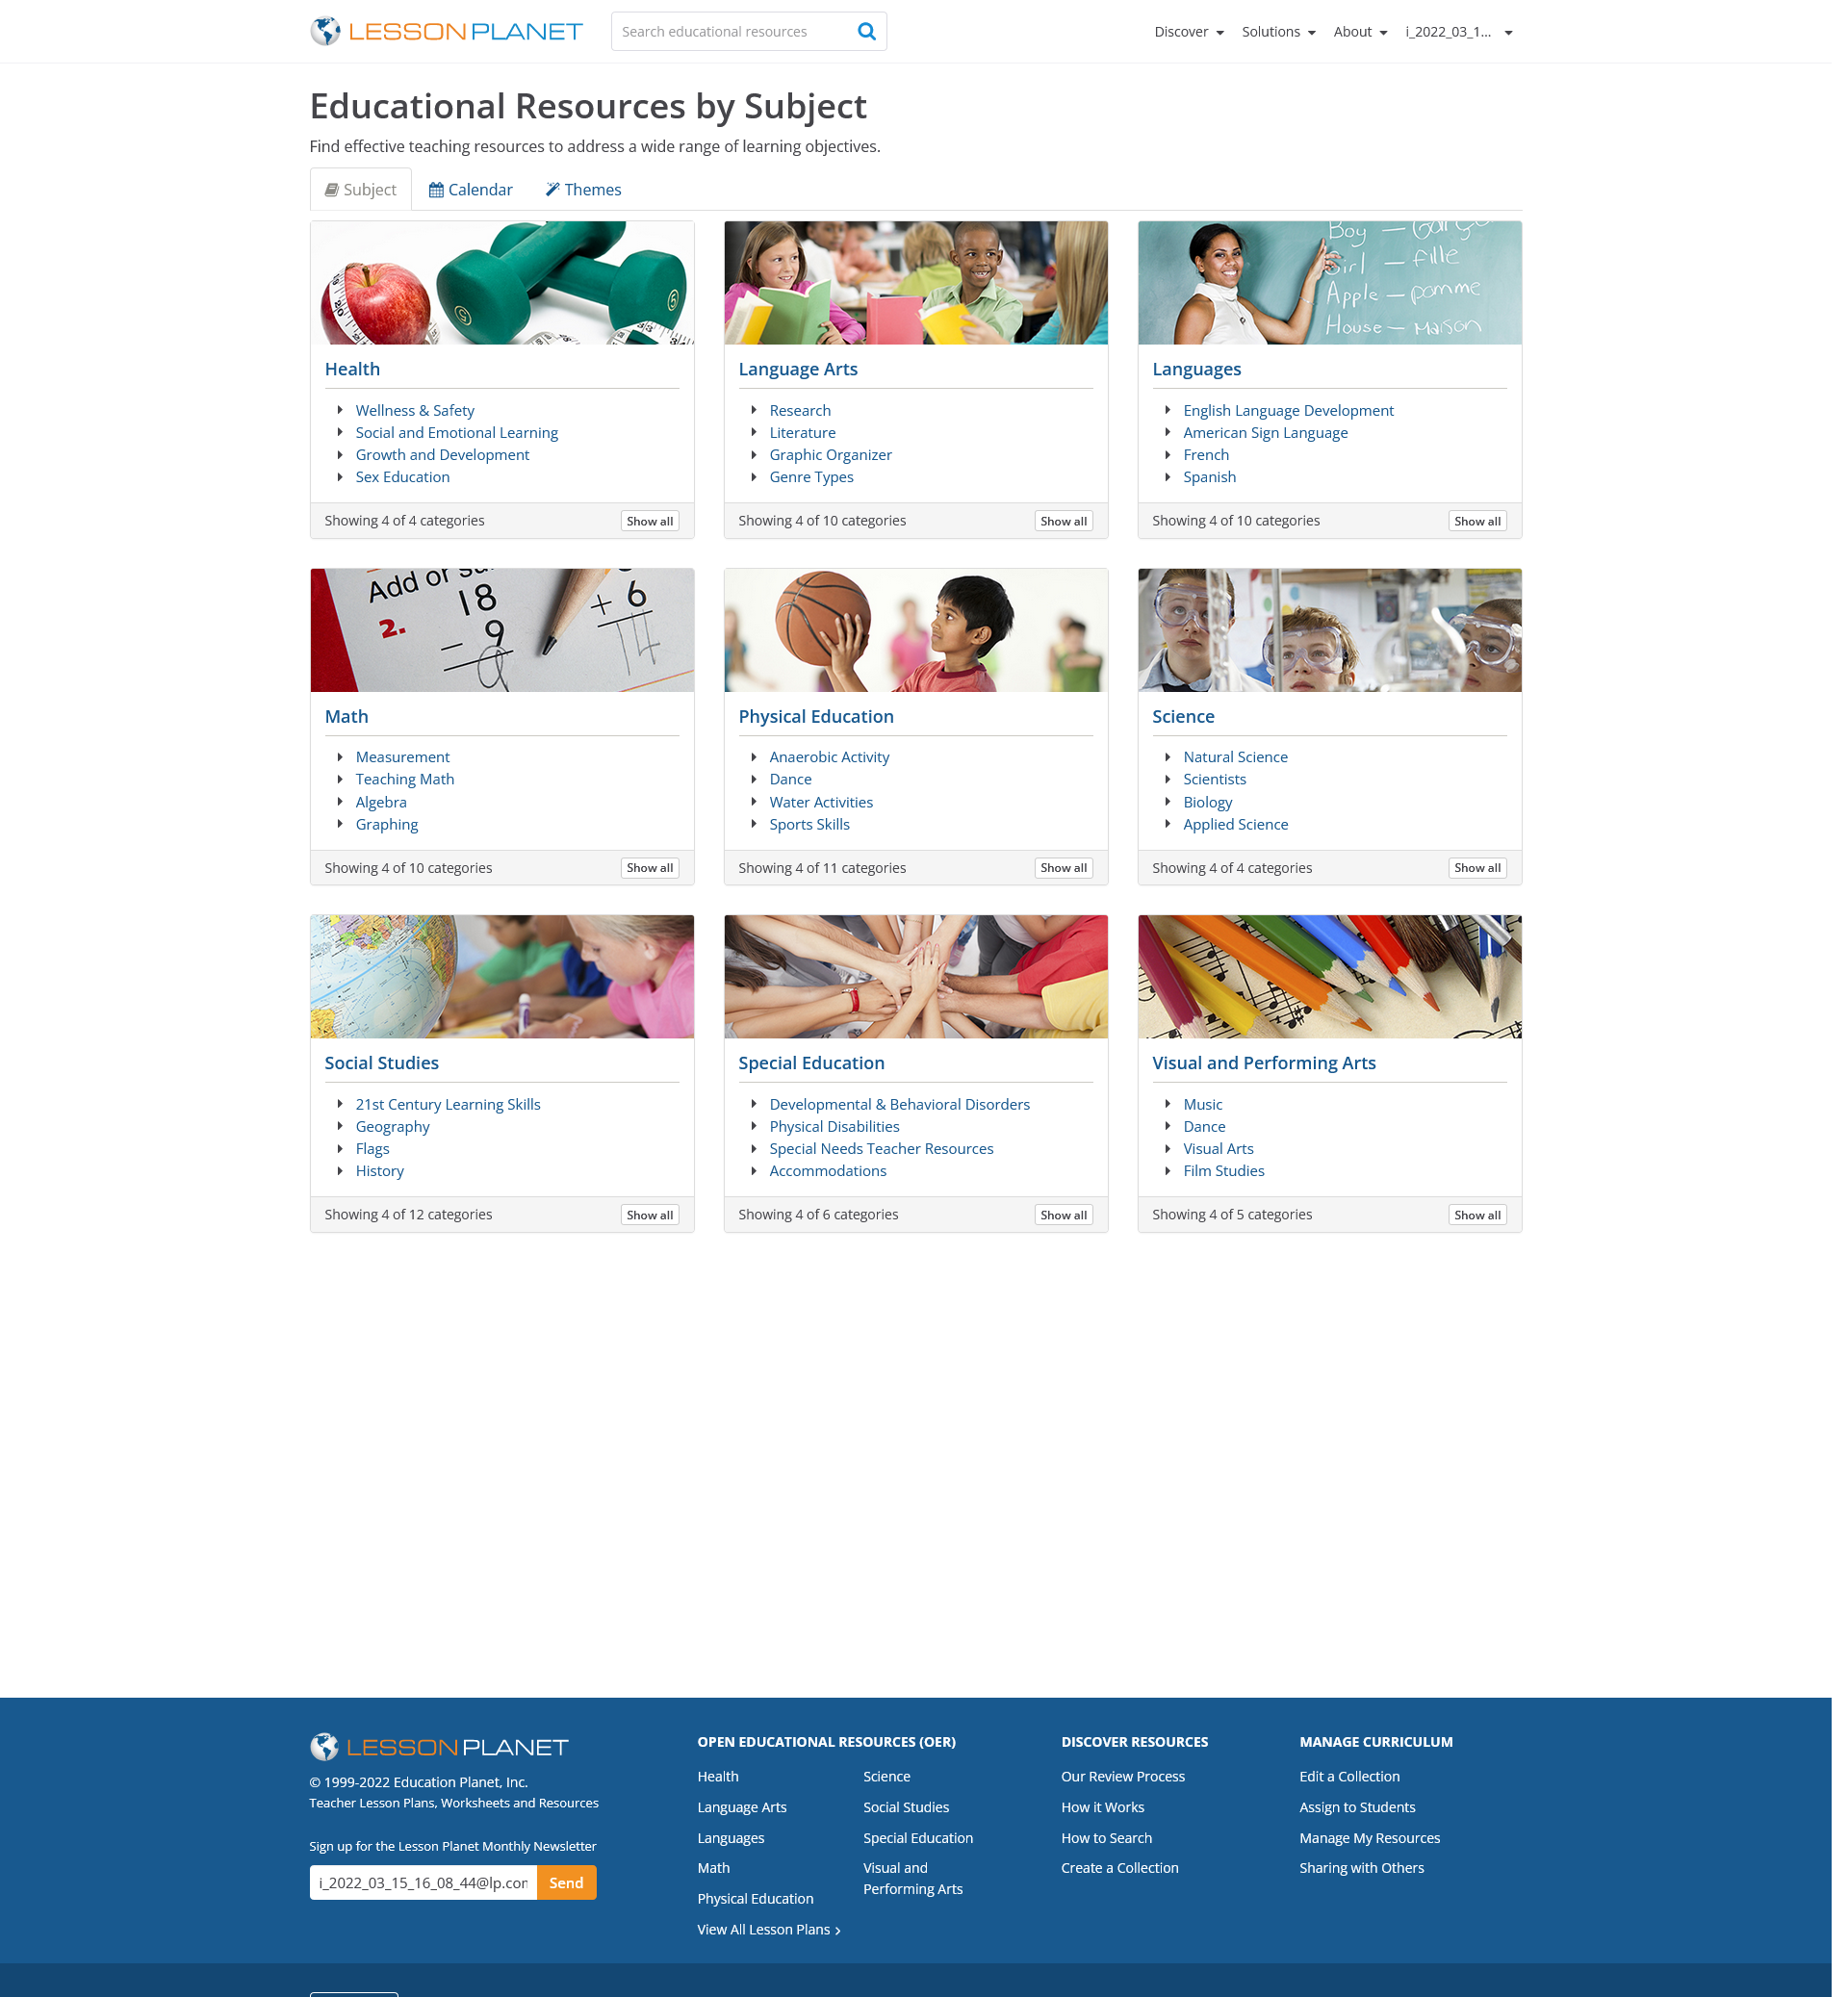 LESSONPLANET
Search educational resources
Discover
Solutions
About
i_2022_03_1...
Educational Resources by Subject
Find effective teaching resources to address a wide range of learning objectives.
Subject
Calendar
Themes
Boy —
Girl — fille
Apple — pomme
House — Maison
Health
Wellness & Safety
Social and Emotional Learning
Growth and Development
Sex Education
Showing 4 of 4 categories
Show all
Language Arts
Research
Literature
Graphic Organizer
Genre Types
Showing 4 of 10 categories
Show all
Languages
English Language Development
American Sign Language
French
Spanish
Showing 4 of 10 categories
Show all
Add or
18
2.
- 9
9
+ 6
14
Math
Measurement
Teaching Math
Algebra
Graphing
Showing 4 of 10 categories
Show all
Physical Education
Anaerobic Activity
Dance
Water Activities
Sports Skills
Showing 4 of 11 categories
Show all
Science
Natural Science
Scientists
Biology
Applied Science
Showing 4 of 4 categories
Show all
Social Studies
21st Century Learning Skills
Geography
Flags
History
Showing 4 of 12 categories
Show all
Special Education
Developmental & Behavioral Disorders
Physical Disabilities
Special Needs Teacher Resources
Accommodations
Showing 4 of 6 categories
Show all
Visual and Performing Arts
Music
Dance
Visual Arts
Film Studies
Showing 4 of 5 categories
Show all
LESSONPLANET
© 1999-2022 Education Planet, Inc.
Teacher Lesson Plans, Worksheets and Resources
Sign up for the Lesson Planet Monthly Newsletter
i_2022_03_15_16_08_44@lp.con
Send
OPEN EDUCATIONAL RESOURCES (OER)
Health
Language Arts
Languages
Math
Physical Education
View All Lesson Plans
Science
Social Studies
Special Education
Visual and
Performing Arts
DISCOVER RESOURCES
Our Review Process
How it Works
How to Search
Create a Collection
MANAGE CURRICULUM
Edit a Collection
Assign to Students
Manage My Resources
Sharing with Others